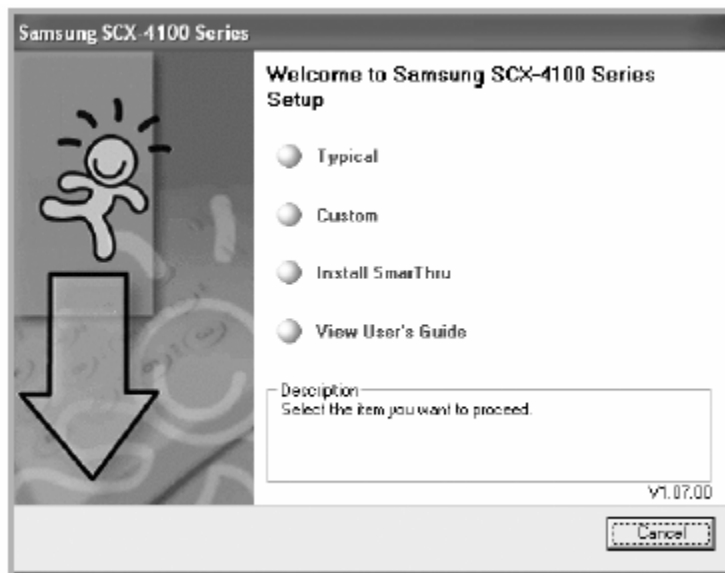 Samsung SCX-4100 Series
Welcome to Samsung SCX-4100 Series
Setup
Typical
Custom
Install SmarThru
View User's Guide
Description
Select the item you want to proceed.
V1.07.00
Cancel